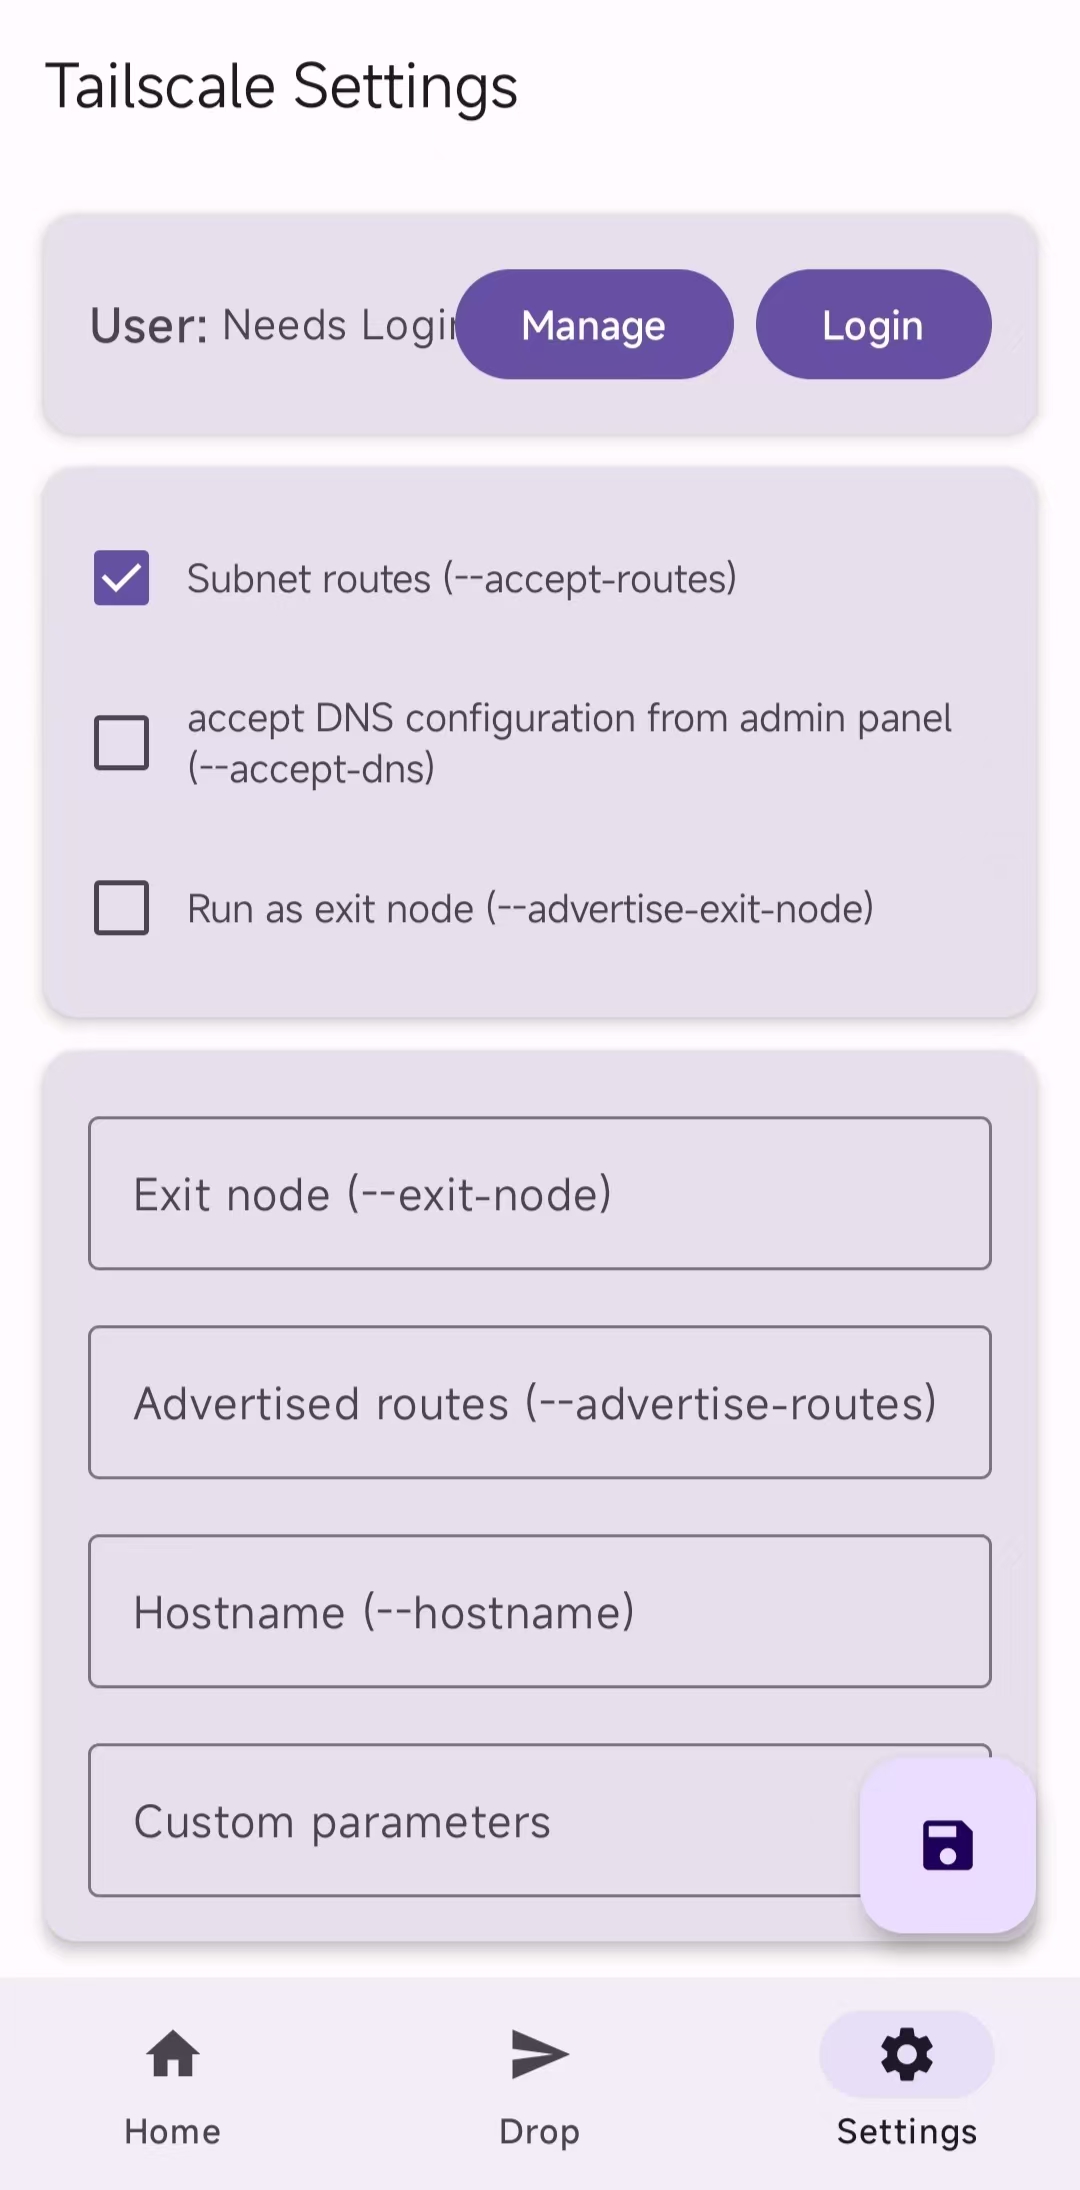 Tailscale Settings
User: Needs Login
Manage
Login
Subnet routes (--accept-routes)
accept DNS configuration from admin panel
(--accept-dns)
Run as exit node (--advertise-exit-node)
Exit node (--exit-node)
Advertised routes (--advertise-routes)
Hostname (--hostname)
Custom parameters
Home
Drop
Settings